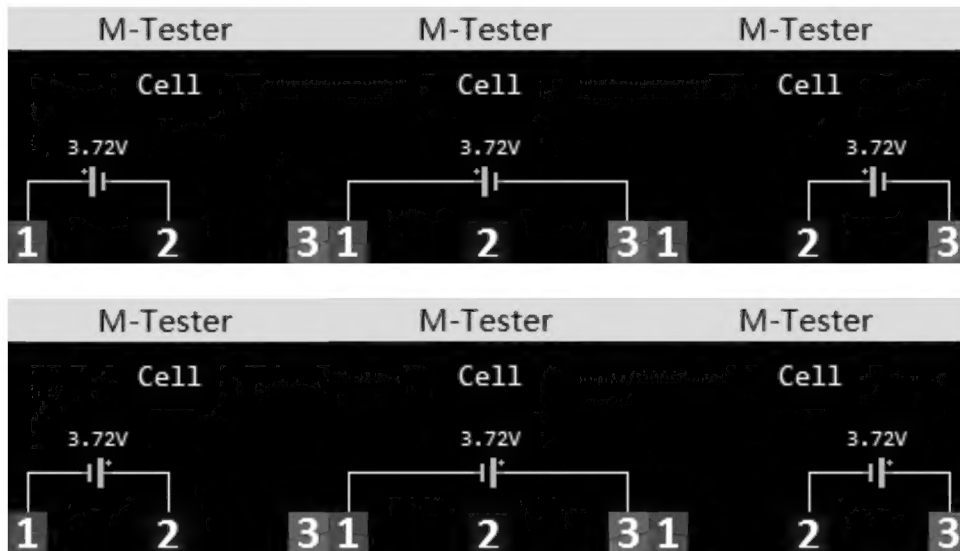 M-Tester M-Tester M-Tester
Cell Cell Cell
3.72V 3.72V 3.72V
+ + +
1 2 3 1 2 3 1 2 3
M-Tester M-Tester M-Tester
Cell Cell Cell
3.72V 3.72V 3.72V
+ + +
1 2 3 1 2 3 1 2 3